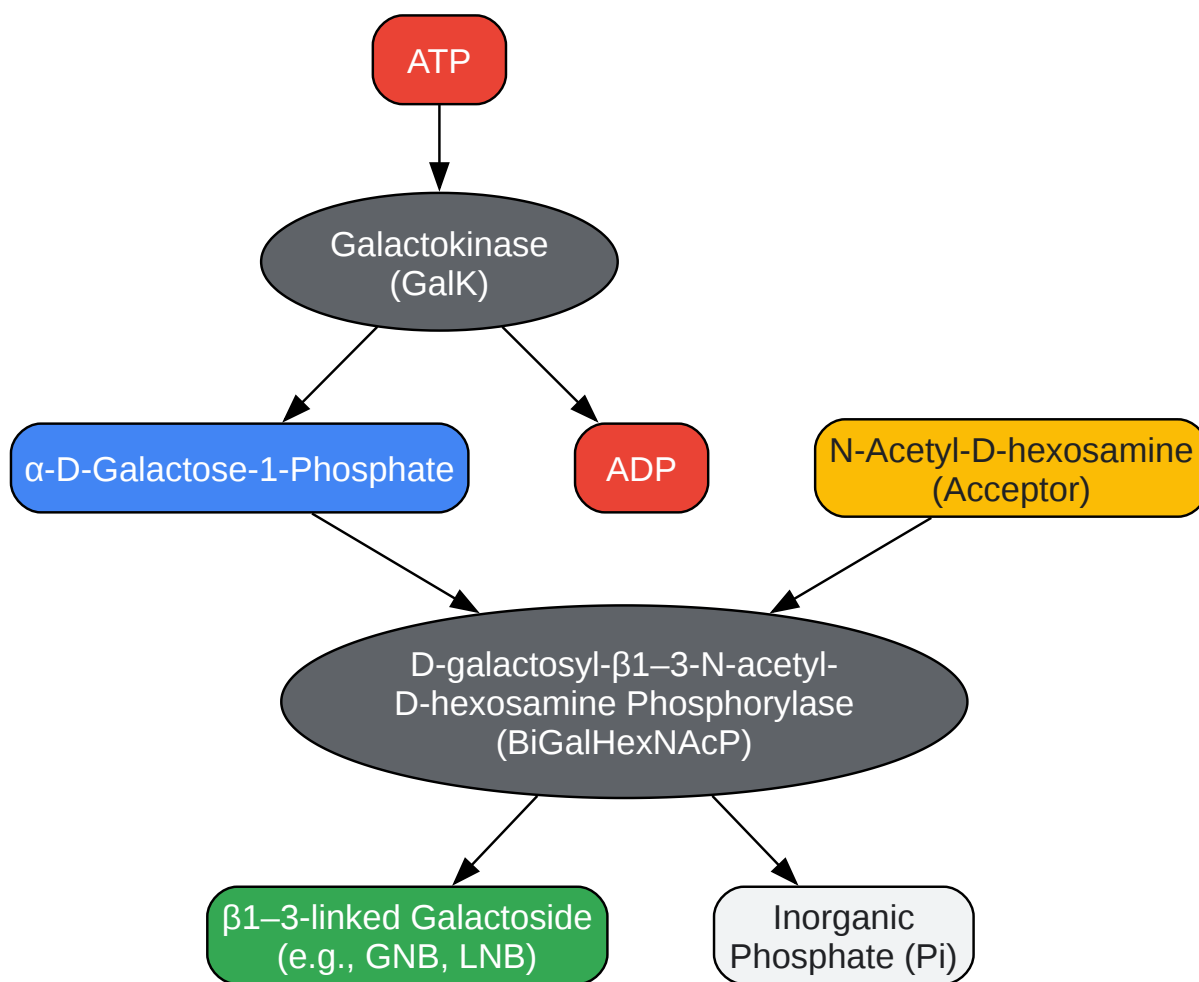 ATP
Galactokinase
(GalK)
α-D-Galactose-1-Phosphate
ADP
N-Acetyl-D-hexosamine
(Acceptor)
D-galactosyl-β1–3-N-acetyl-
D-hexosamine Phosphorylase
(BiGalHexNAcP)
β1–3-linked Galactoside
(e.g., GNB, LNB)
Inorganic
Phosphate (Pi)